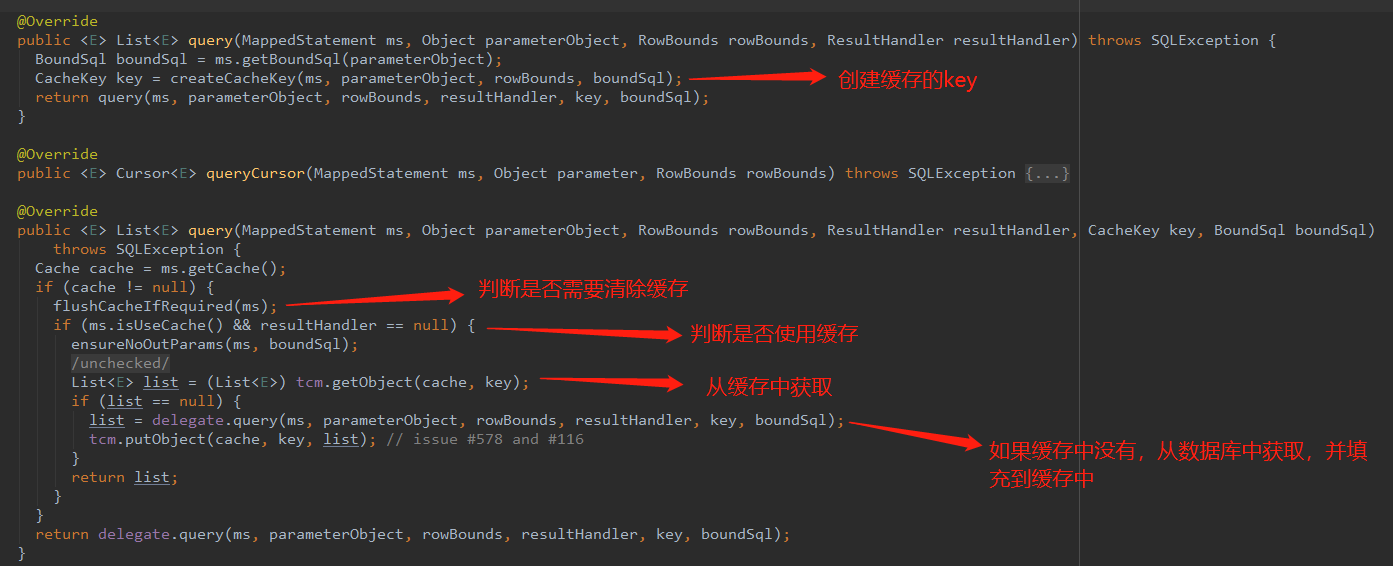 @Override
public <E> List<E> query(MappedStatement ms, Object parameterObject, RowBounds rowBounds, ResultHandler resultHandler) throws SQLException {
BoundSql boundSql = ms.getBoundSql(parameterObject);
CacheKey key = createCacheKey(ms, parameterObject, rowBounds, boundSql); 创建缓存的key
return query(ms, parameterObject, rowBounds, resultHandler, key, boundSql);
}
@Override
public <E> Cursor<E> queryCursor(MappedStatement ms, Object parameter, RowBounds rowBounds) throws SQLException {...}
@Override
public <E> List<E> query(MappedStatement ms, Object parameterObject, RowBounds rowBounds, ResultHandler resultHandler, CacheKey key, BoundSql boundSql)
throws SQLException {
Cache cache = ms.getCache();
if (cache != null) {
flushCacheIfRequired(ms); 判断是否需要清除缓存
if (ms.isUseCache() && resultHandler == null) { 判断是否使用缓存
ensureNoOutParams(ms, boundSql);
/unchecked/
List<E> list = (List<E>) tcm.getObject(cache, key); 从缓存中获取
if (list == null) {
list = delegate.query(ms, parameterObject, rowBounds, resultHandler, key, boundSql);
tcm.putObject(cache, key, list); // issue #578 and #116
如果缓存中没有，从数据库中获取，并填
充到缓存中
}
return list;
}
}
return delegate.query(ms, parameterObject, rowBounds, resultHandler, key, boundSql);
}